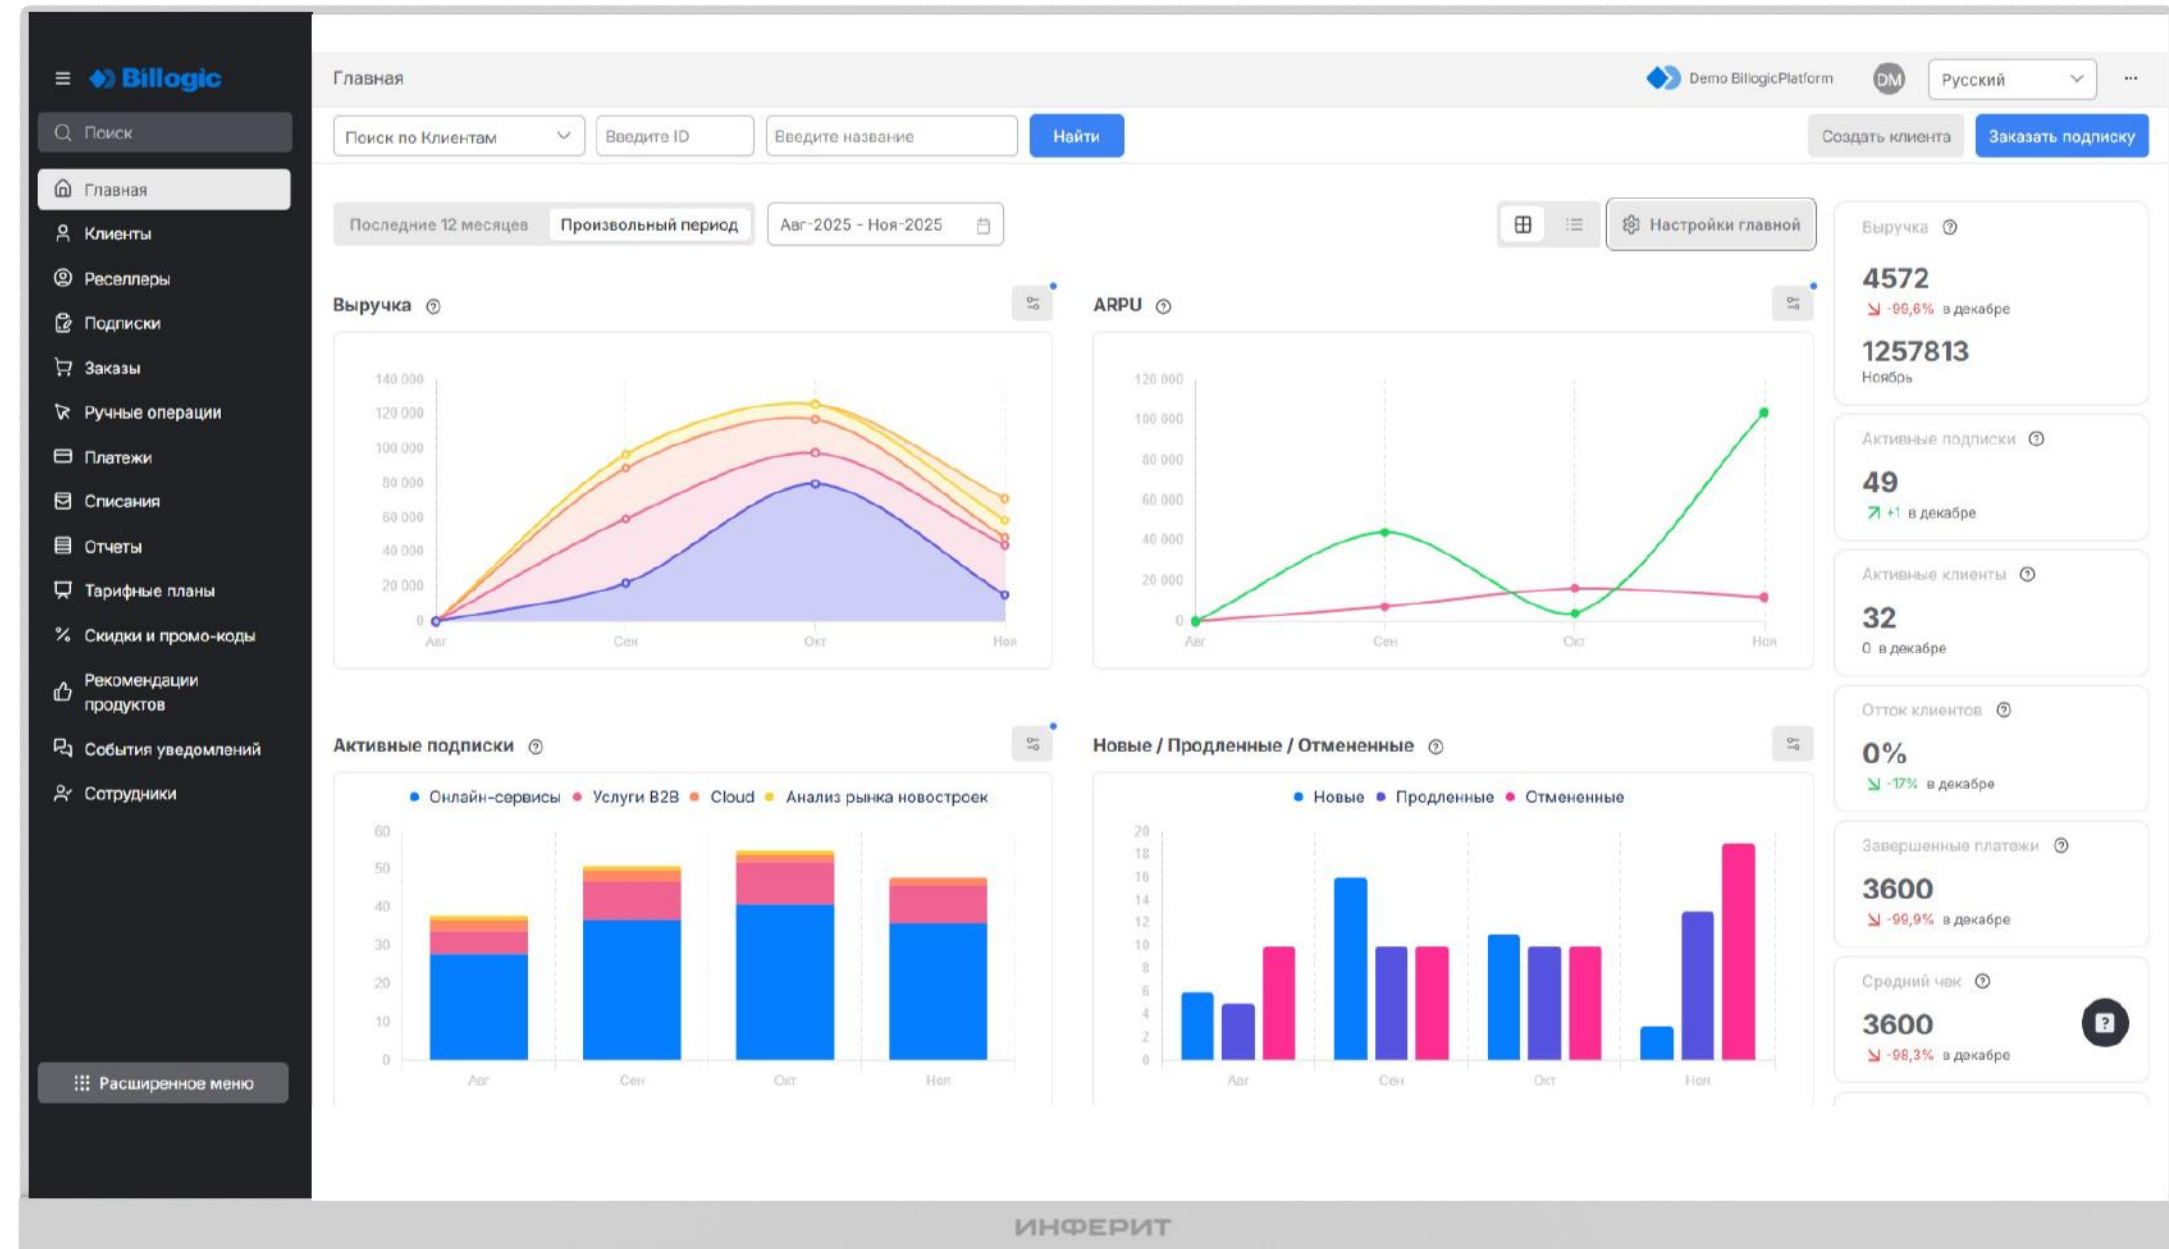 Billogic
Поиск
Главная
Клиенты
Реселлеры
Подписки
Заказы
Ручные операции
Платежи
Списания
Отчеты
Тарифные планы
Скидки и промо-коды
Рекомендации
продуктов
События уведомлений
Сотрудники
Расширенное меню
Главная
Demo BillogicPlatform
DM
Русский
Поиск по Клиентам
Введите ID
Введите название
Найти
Создать клиента
Заказать подписку
Последние 12 месяцев
Произвольный период
Авг-2025 - Ноя-2025
Настройки главной
Выручка
140 000
120 000
100 000
80 000
60 000
40 000
20 000
0
Авг
Сен
Окт
Ноя
ARPU
120 000
100 000
80 000
60 000
40 000
20 000
0
Авг
Сен
Окт
Ноя
Активные подписки
Онлайн-сервисы
Услуги B2B
Cloud
Анализ рынка новостроек
60
50
40
30
20
10
0
Авг
Сен
Окт
Ноя
Новые / Продленные / Отмененные
Новые
Продленные
Отмененные
20
18
16
14
12
10
8
6
4
2
0
Авг
Сен
Окт
Ноя
Выручка
4572
-99,6% в декабре
1257813
Ноябрь
Активные подписки
49
+1 в декабре
Активные клиенты
32
0 в декабре
Отток клиентов
0%
-17% в декабре
Завершенные платежи
3600
-99,9% в декабре
Средний чек
3600
-98,3% в декабре
ИНФЕРИТ